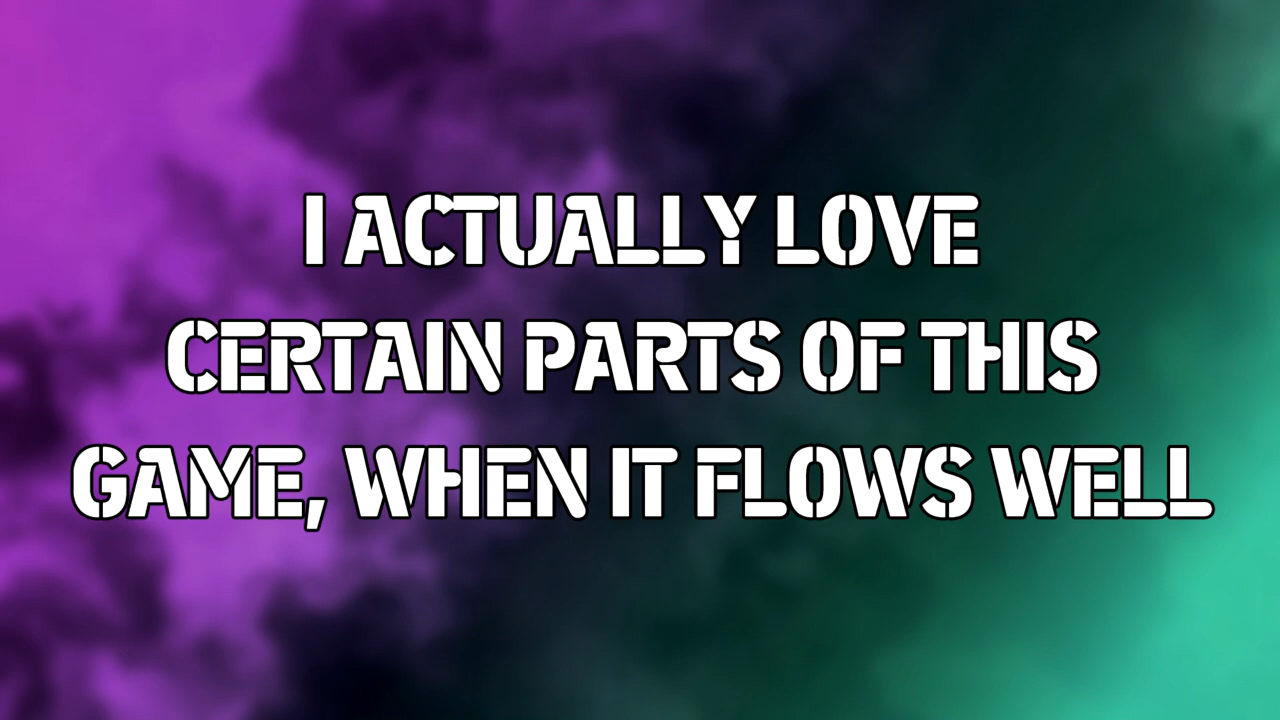 I ACTUALLY LOVE
CERTAIN PARTS OF THIS
GAME, WHEN IT FLOWS WELL